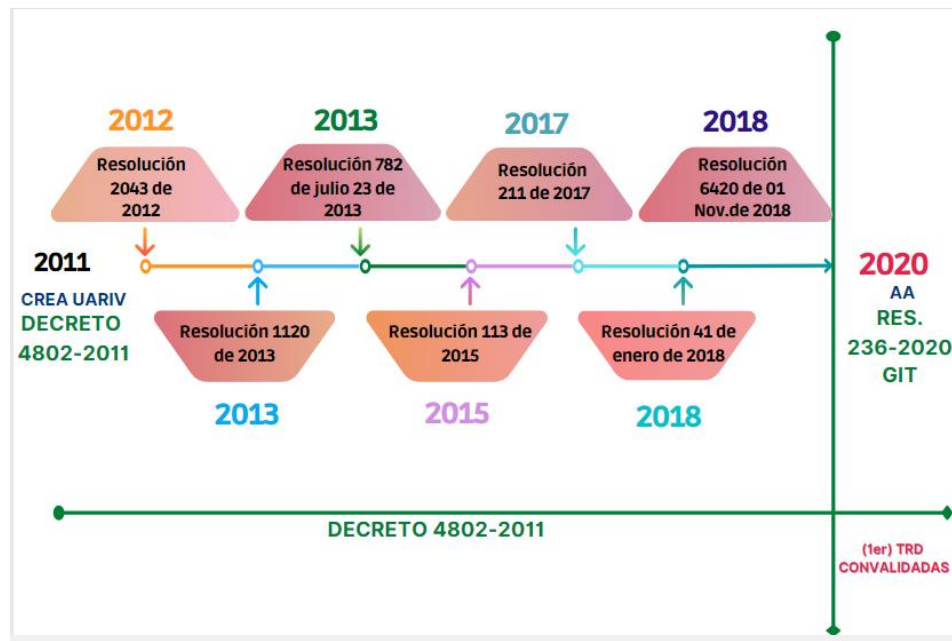 2012
Resolución
2043 de
2012
2013
Resolución 782
de julio 23 de
2013
2017
Resolución
211 de 2017
2018
Resolución
6420 de 01
Nov.de 2018
2011
CREA UARIV
DECRETO
4802-2011
2020
AA
RES.
236-2020
GIT
Resolución 1120
de 2013
2013
Resolución 113 de
2015
2015
Resolución 41 de
enero de 2018
2018
DECRETO 4802-2011
(1er) TRD
CONVALIDADAS